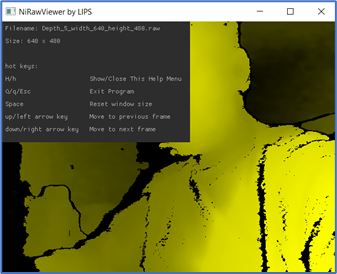 NiRawViewer by LIPS
Filename: Depth_5_width_640_height_480.raw
Size: 640 x 480
hot keys:
H/h Show/Close This Help Menu
Q/q/Esc Exit Program
Space Reset window size
up/left arrow key Move to previous frame
down/right arrow key Move to next frame